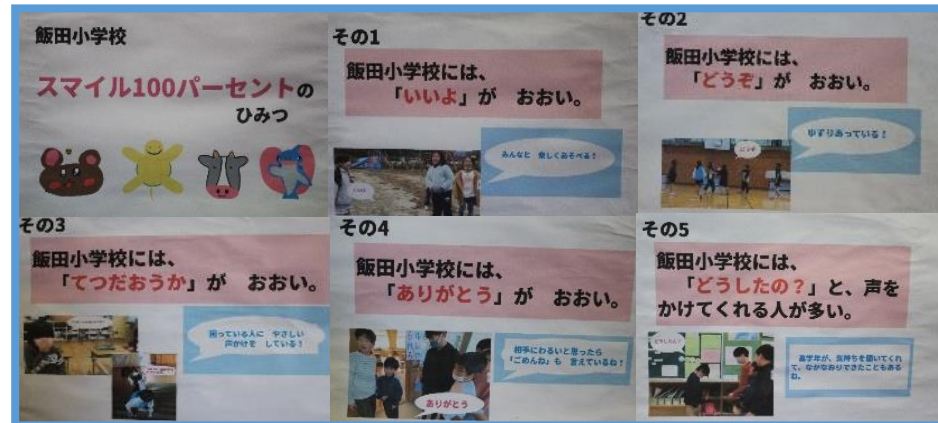 飯田小学校
スマイル100パーセントの
ひみつ
その1
飯田小学校には、
「いいよ」が おおい。
みんなと 楽しくあそべる!
その2
飯田小学校には、
「どうぞ」が おおい。
ゆずりあっている!
どうぞ
その3
飯田小学校には、
「てつだおうか」が おおい。
困っている人に やさしい
声かけを している!
その4
飯田小学校には、
「ありがとう」が おおい。
相手にわるいと思ったら
「ごめんね」も 言えているね!
ありがとう
その5
飯田小学校には、
「どうしたの?」と、声を
かけてくれる人が多い。
どうしたの?
高学年が、気持ちを聞いてくれ
て、なかなおりできたこともある
ね。